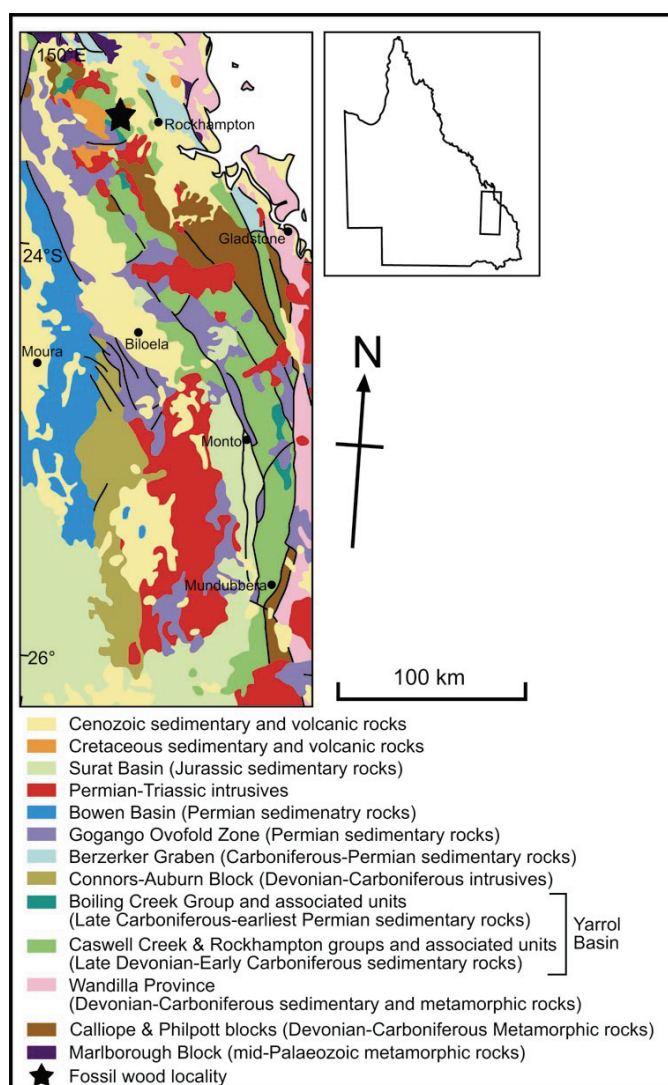 150°E
Rockhampton
24°S
Gladstone
Biloela
Moura
Monto
Mundubbera
26°
N
100 km
Cenozoic sedimentary and volcanic rocks
Cretaceous sedimentary and volcanic rocks
Surat Basin (Jurassic sedimentary rocks)
Permian-Triassic intrusives
Bowen Basin (Permian sedimenatry rocks)
Gogango Ovofold Zone (Permian sedimentary rocks)
Berzerker Graben (Carboniferous-Permian sedimentary rocks)
Connors-Auburn Block (Devonian-Carboniferous intrusives)
Boiling Creek Group and associated units
(Late Carboniferous-earliest Permian sedimentary rocks)
Caswell Creek & Rockhampton groups and associated units
(Late Devonian-Early Carboniferous sedimentary rocks)
Yarrol
Basin
Wandilla Province
(Devonian-Carboniferous sedimentary and metamorphic rocks)
Calliope & Philpott blocks (Devonian-Carboniferous Metamorphic rocks)
Marlborough Block (mid-Palaeozoic metamorphic rocks)
Fossil wood locality